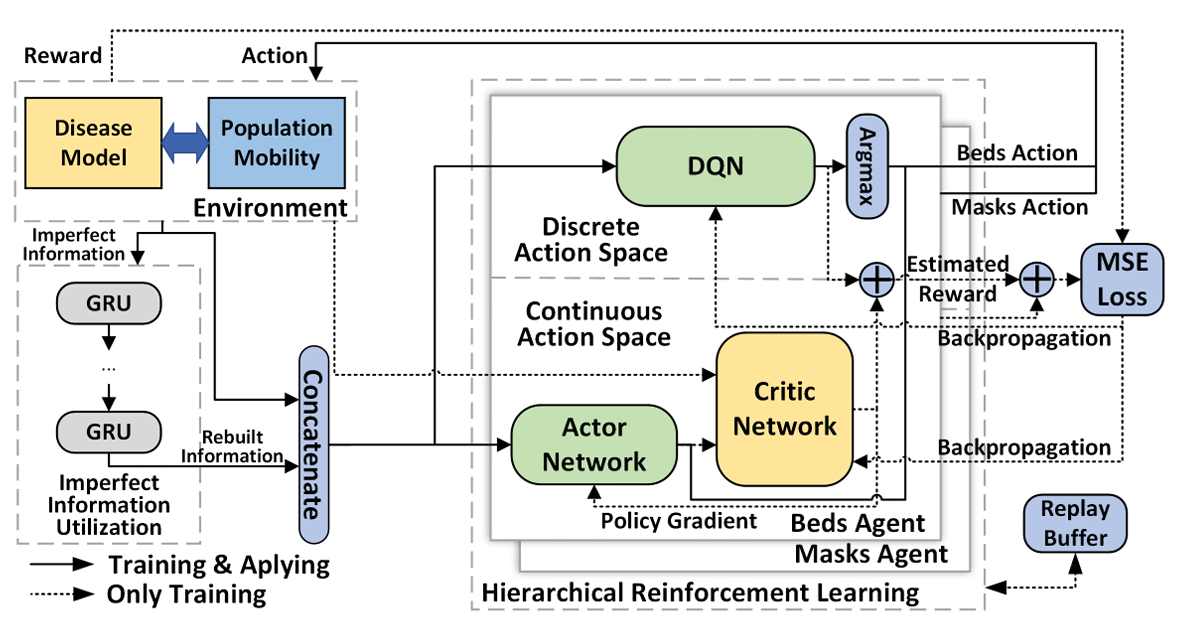 Reward
Action
Disease
Model
Population
Mobility
Environment
Imperfect
Information
GRU
...
GRU
Rebuilt
Information
Imperfect
Information
Utilization
Concatenate
DQN
Argmax
Beds Action
Masks Action
Discrete
Action Space
Continuous
Action Space
Estimated
Reward
MSE
Loss
Backpropagation
Critic
Network
Actor
Network
Backpropagation
Policy Gradient
Beds Agent
Masks Agent
Replay
Buffer
Hierarchical Reinforcement Learning
Training & Aplying
Only Training